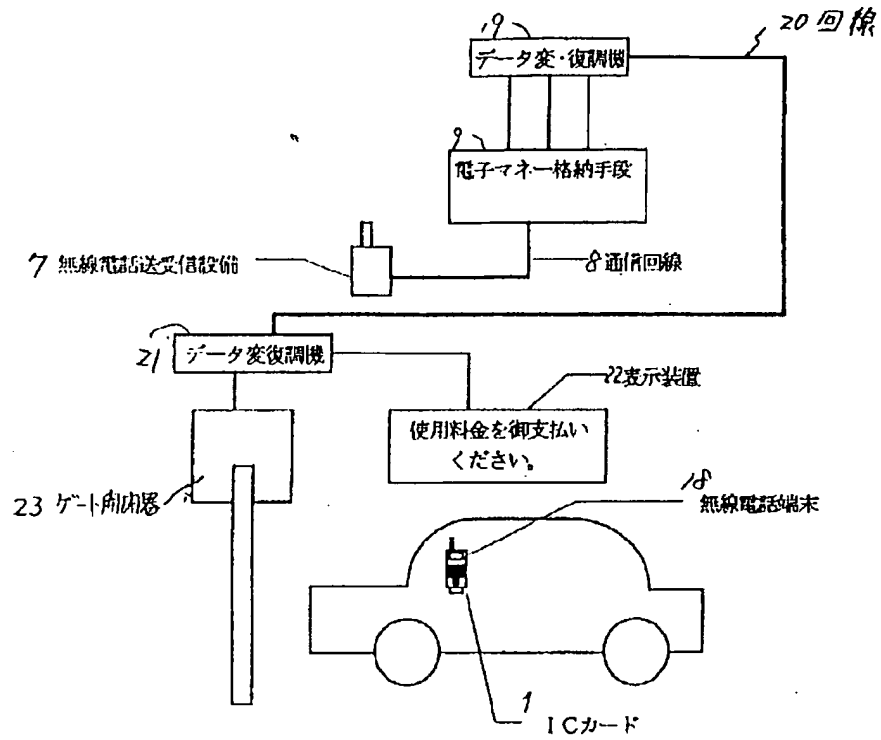 20 回線
19
データ変・復調機
9
電子マネー格納手段
7 無線電話送受信設備
8 通信回線
21
データ変復調機
22 表示装置
使用料金を御支払い
ください。
18
無線電話端末
23 ゲート開閉器
1
ICカード